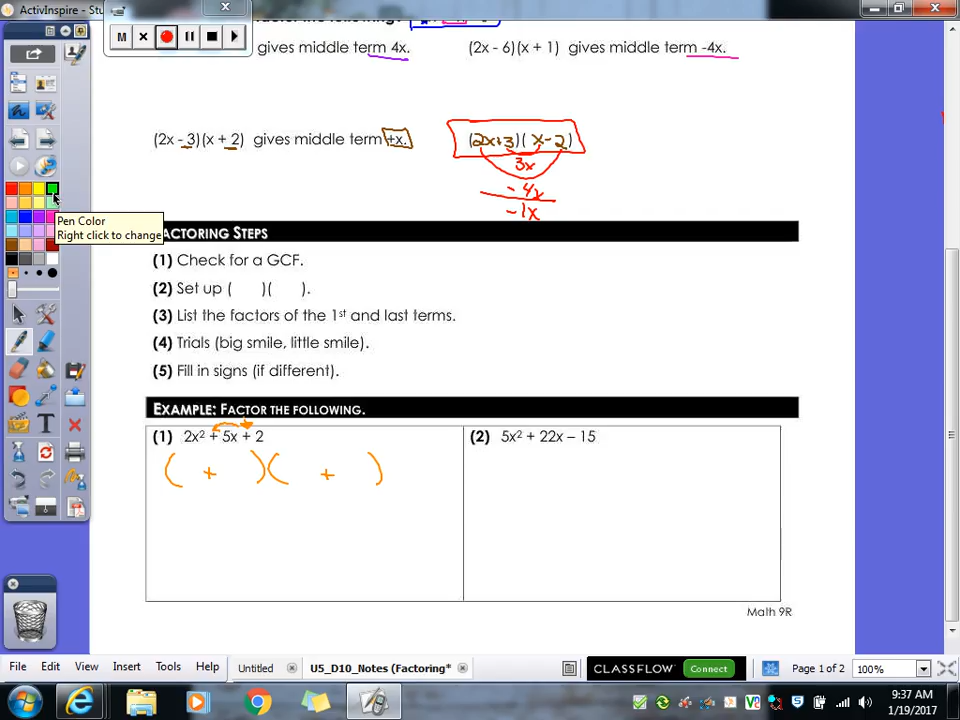 ActivInspire - Stu
M
gives middle term 4x. (2x - 6)(x + 1) gives middle term -4x.
(2x - 3)(x + 2) gives middle term +x. (2x+3)(x-2)
3x
-4x
-1x
Pen Color
Right click to change
FACTORING STEPS
(1) Check for a GCF.
(2) Set up ( )( ).
(3) List the factors of the 1st and last terms.
(4) Trials (big smile, little smile).
(5) Fill in signs (if different).
EXAMPLE: FACTOR THE FOLLOWING.
(1) 2x² + 5x + 2 (2) 5x² + 22x – 15
( + )( + )
Math 9R
File Edit View Insert Tools Help Untitled U5_D10_Notes (Factoring* CLASSFLOW Connect Page 1 of 2 100%
9:37 AM
1/19/2017